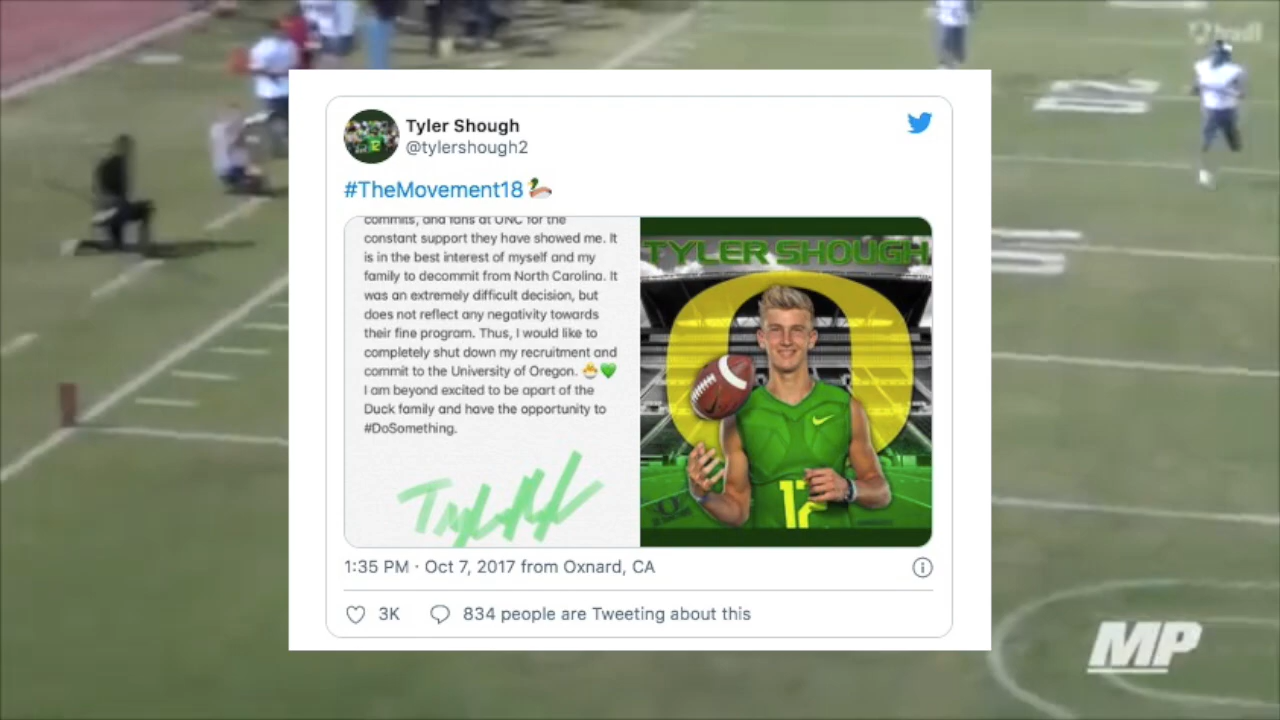 hudl
Tyler Shough
@tylershough2
#TheMovement18
commits, and fans at UNC for the
constant support they have showed me. It
is in the best interest of myself and my
family to decommit from North Carolina. It
was an extremely difficult decision, but
does not reflect any negativity towards
their fine program. Thus, I would like to
completely shut down my recruitment and
commit to the University of Oregon. 🐣💚
I am beyond excited to be apart of the
Duck family and have the opportunity to
#DoSomething.
TYLER SHOUGH
12
1:35 PM · Oct 7, 2017 from Oxnard, CA
3K
834 people are Tweeting about this
MP